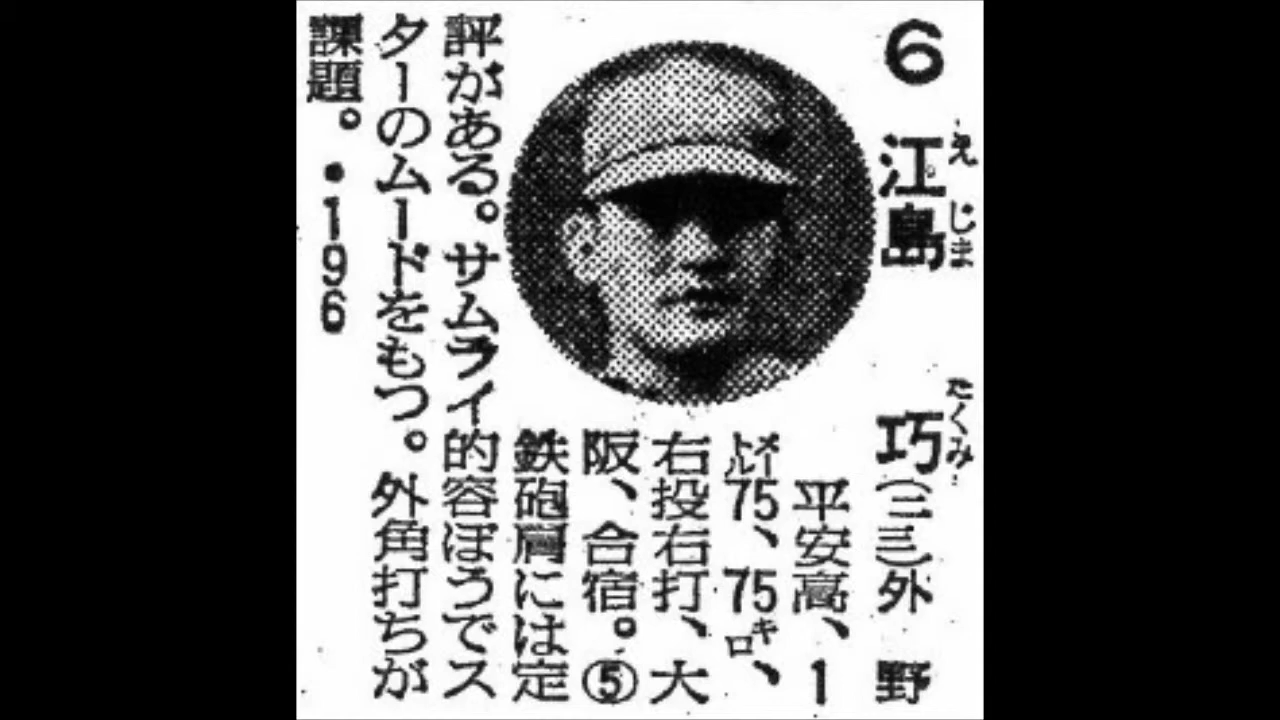 6 江島 巧(二三)外野
えじま たくみ
平安高、1
メートル75、75キロ、
右投右打、大
阪、合宿。⑤
鉄砲肩には定
評がある。サムライ的容ぼうでス
ターのムードをもつ。外角打ちが
課題。・196